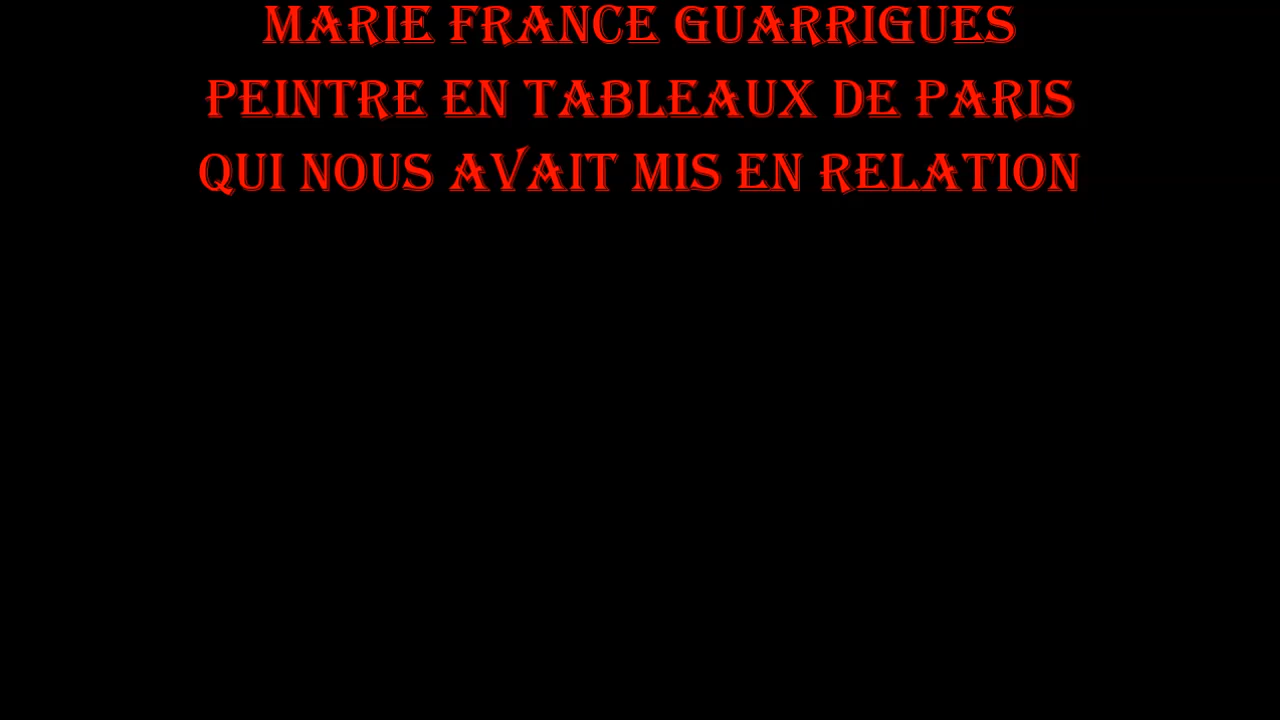 MARIE FRANCE GUARRIGUES
PEINTRE EN TABLEAUX DE PARIS
QUI NOUS AVAIT MIS EN RELATION